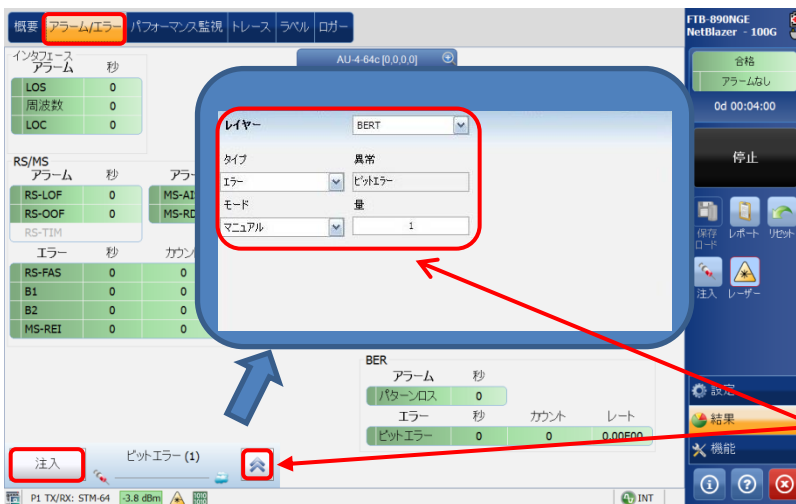 概要 アラーム/エラー パフォーマンス監視 トレース ラベル ロガー
FTB-890NGE
NetBlazer - 100G
インタフェース
アラーム 秒
AU-4-64c [0,0,0,0]
合格
アラームなし
LOS 0
周波数 0
LOC 0
0d 00:04:00
レイヤー BERT
停止
RS/MS
アラーム 秒
タイプ 異常
エラー ビットエラー
RS-LOF 0
RS-OOF 0
RS-TIM
モード 量
マニュアル 1
保存
ロード
レポート リセット
エラー 秒
RS-FAS 0 0
B1 0 0
B2 0 0
MS-REI 0 0
注入 レーザー
BER
アラーム 秒
パターンロス 0
エラー 秒 カウント レート
ビットエラー 0 0 0.00E00
設定
結果
機能
注入 ビットエラー (1)
P1 TX/RX: STM-64 -3.8 dBm INT